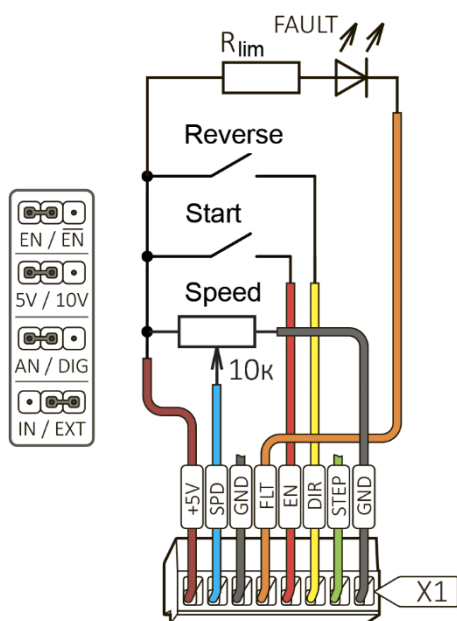 FAULT
Rlim
Reverse
Start
Speed
10к
EN / E̅N̅
5V / 10V
AN / DIG
IN / EXT
+5V
SPD
GND
FLT
EN
DIR
STEP
GND
X1